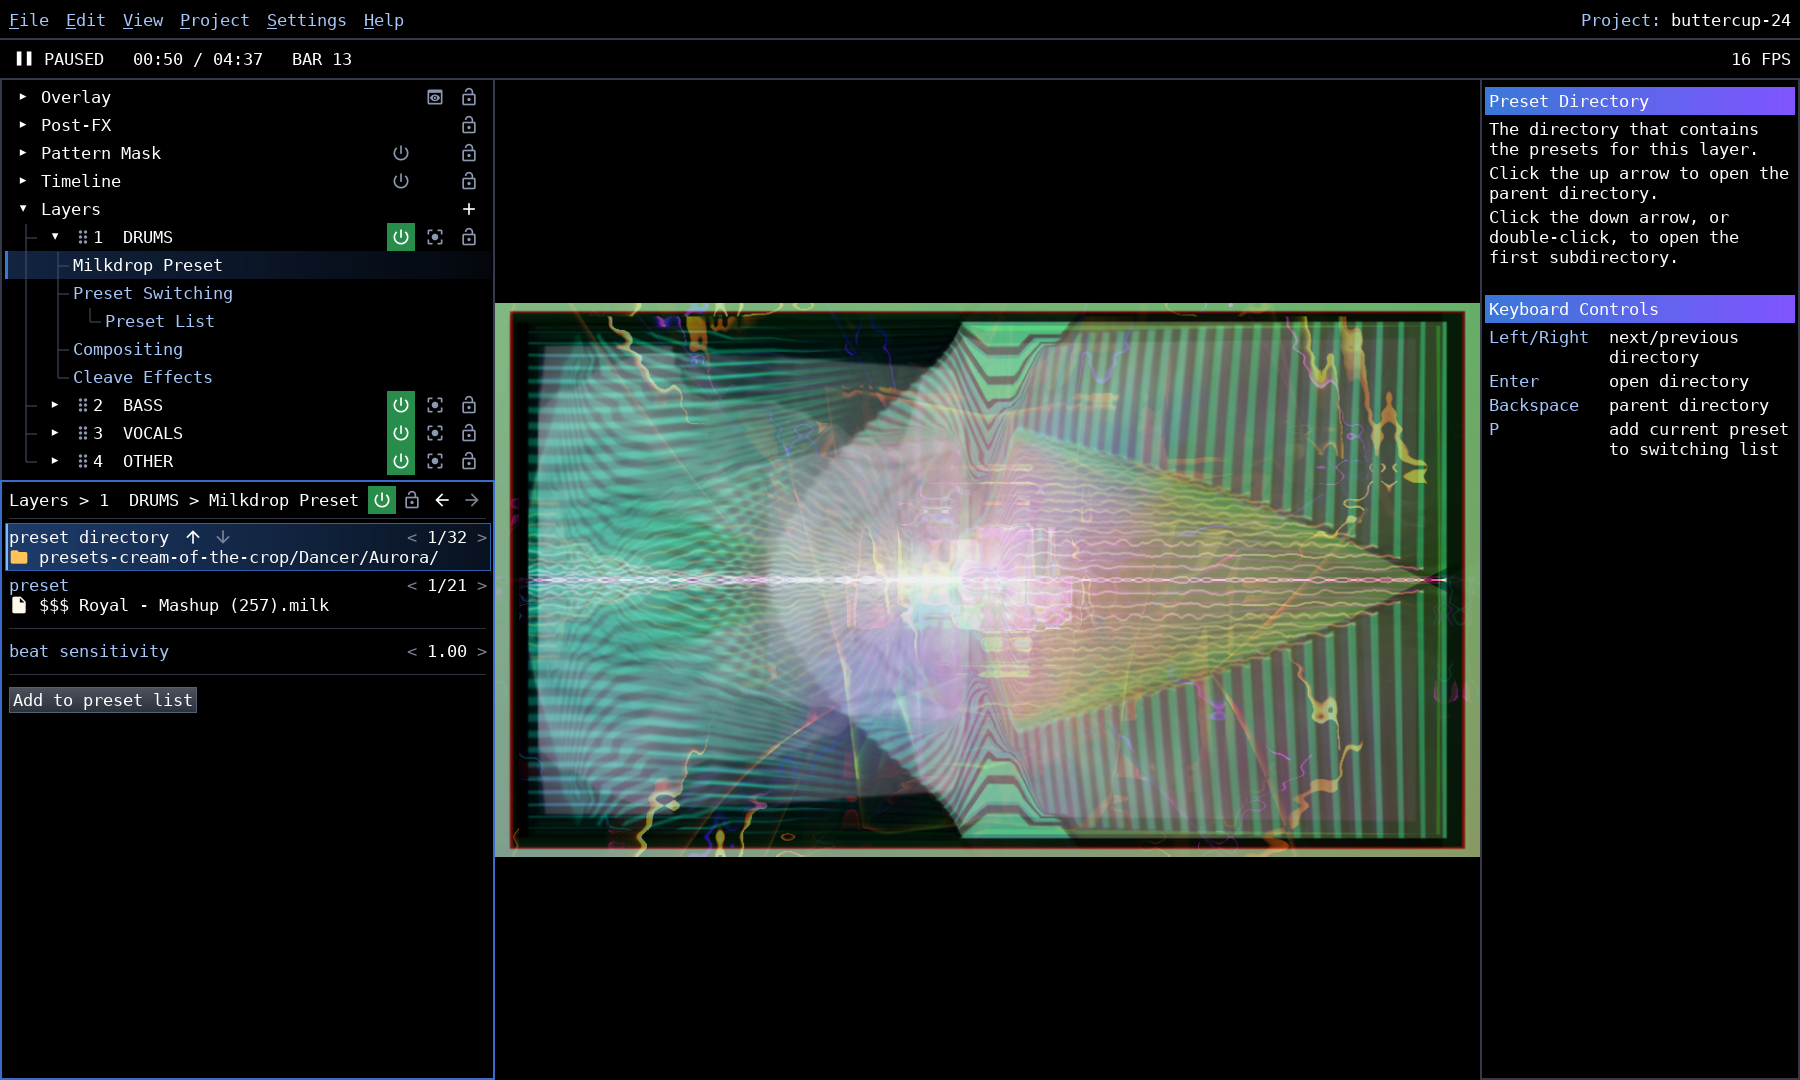 File Edit View Project Settings Help Project: buttercup-24
PAUSED 00:50 / 04:37 BAR 13 16 FPS
Overlay
Post-FX
Pattern Mask
Timeline
Layers
1 DRUMS
Milkdrop Preset
Preset Switching
Preset List
Compositing
Cleave Effects
2 BASS
3 VOCALS
4 OTHER
Layers > 1 DRUMS > Milkdrop Preset
preset directory < 1/32 >
presets-cream-of-the-crop/Dancer/Aurora/
preset < 1/21 >
$$$ Royal - Mashup (257).milk
beat sensitivity < 1.00 >
Add to preset list
Preset Directory
The directory that contains
the presets for this layer.
Click the up arrow to open the
parent directory.
Click the down arrow, or
double-click, to open the
first subdirectory.
Keyboard Controls
Left/Right next/previous
directory
Enter open directory
Backspace parent directory
P add current preset
to switching list